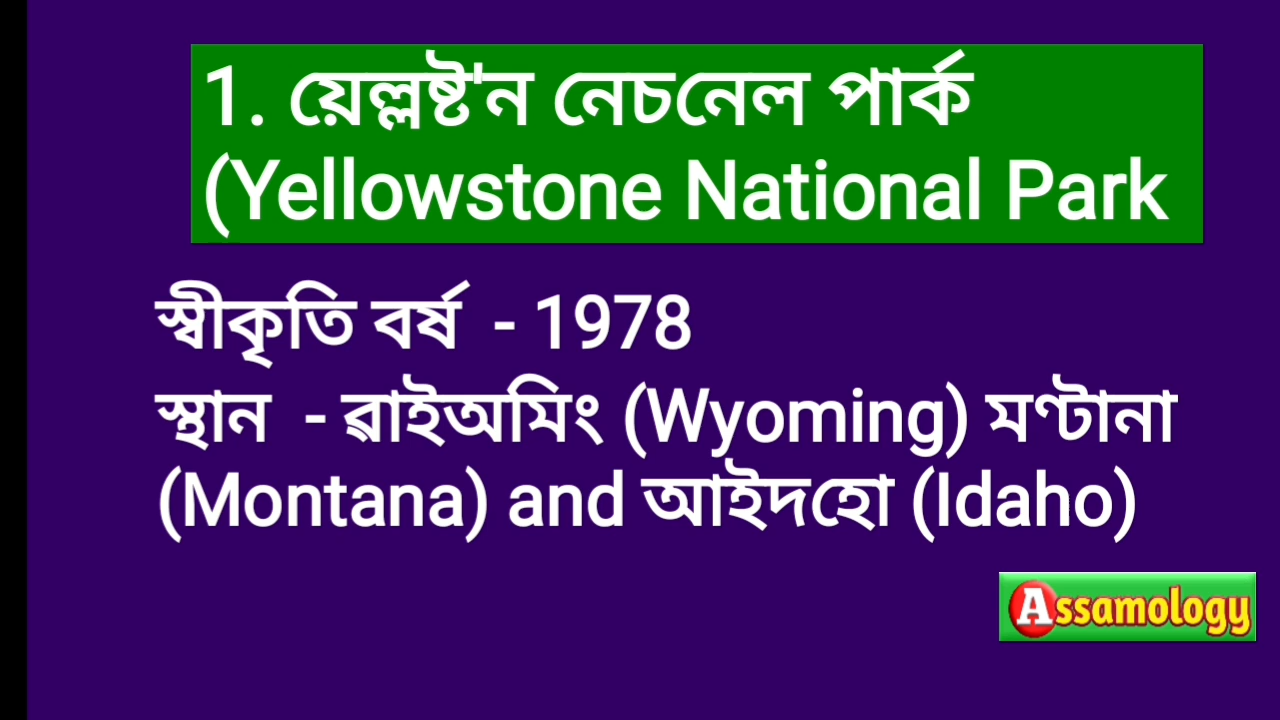 1. য়েল্লষ্ট'ন নেচনেল পাৰ্ক
(Yellowstone National Park
স্বীকৃতি বৰ্ষ - 1978
স্থান - ৱাইঅমিং (Wyoming) মণ্টানা
(Montana) and আইদহো (Idaho)
Assamology